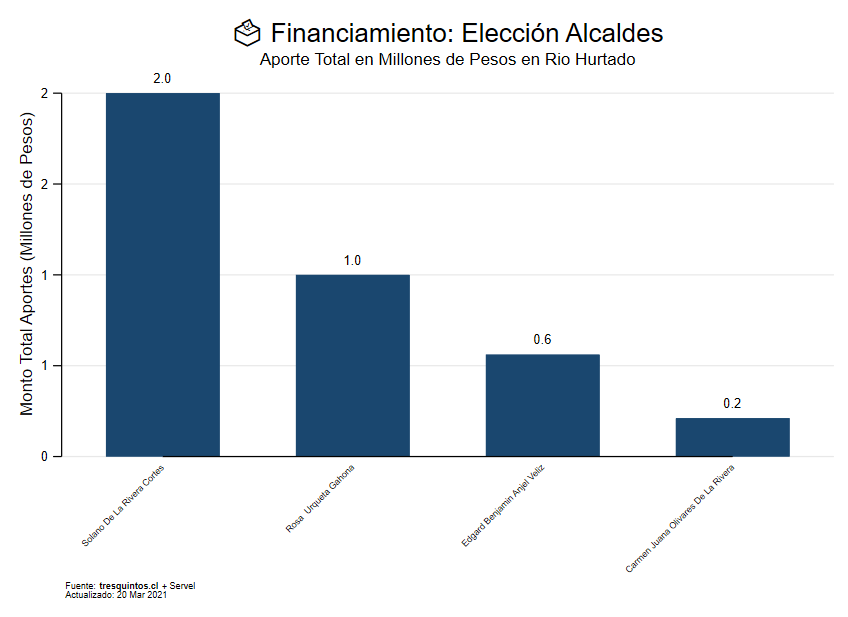 Financiamiento: Elección Alcaldes
Aporte Total en Millones de Pesos en Rio Hurtado
Monto Total Aportes (Millones de Pesos)
2
2
1
1
0
2.0
1.0
0.6
0.2
Solano De La Rivera Cortes
Rosa  Urqueta Gahona
Edgard Benjamin Anjel Veliz
Carmen Juana Olivares De La Rivera
Fuente: tresquintos.cl + Servel
Actualizado: 20 Mar 2021